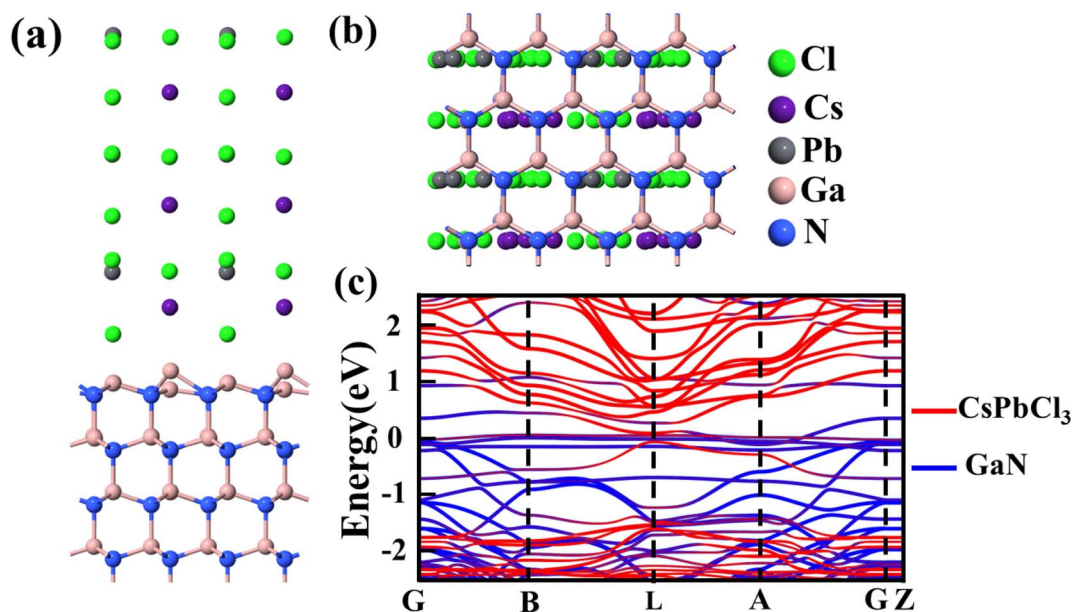 (a)
(b)
Cl
Cs
Pb
Ga
N
(c)
Energy(eV)
2
1
0
-1
-2
G B L A G Z
CsPbCl₃
GaN